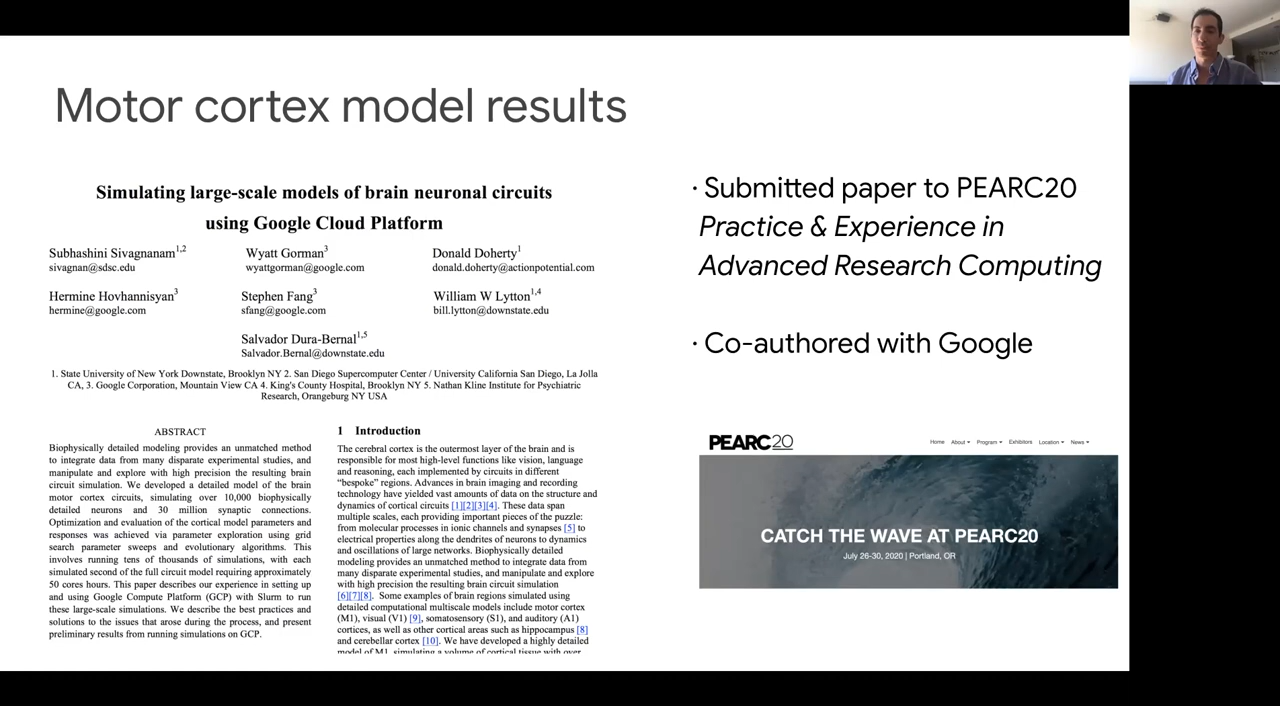 Motor cortex model results
Simulating large-scale models of brain neuronal circuits
using Google Cloud Platform
Subhashini Sivagnanam1,2
sivagnan@sdsc.edu
Wyatt Gorman3
wyattgorman@google.com
Donald Doherty1
donald.doherty@actionpotential.com
Hermine Hovhannisyan3
hermine@google.com
Stephen Fang3
sfang@google.com
William W Lytton1,4
bill.lytton@downstate.edu
Salvador Dura-Bernal1,5
Salvador.Bernal@downstate.edu
1. State University of New York Downstate, Brooklyn NY 2. San Diego Supercomputer Center / University California San Diego, La Jolla
CA, 3. Google Corporation, Mountain View CA 4. King's County Hospital, Brooklyn NY 5. Nathan Kline Institute for Psychiatric
Research, Orangeburg NY USA
ABSTRACT
Biophysically detailed modeling provides an unmatched method
to integrate data from many disparate experimental studies, and
manipulate and explore with high precision the resulting brain
circuit simulation. We developed a detailed model of the brain
motor cortex circuits, simulating over 10,000 biophysically
detailed neurons and 30 million synaptic connections.
Optimization and evaluation of the cortical model parameters and
responses was achieved via parameter exploration using grid
search parameter sweeps and evolutionary algorithms. This
involves running tens of thousands of simulations, with each
simulated second of the full circuit model requiring approximately
50 cores hours. This paper describes our experience in setting up
and using Google Compute Platform (GCP) with Slurm to run
these large-scale simulations. We describe the best practices and
solutions to the issues that arose during the process, and present
preliminary results from running simulations on GCP.
1 Introduction
The cerebral cortex is the outermost layer of the brain and is
responsible for most high-level functions like vision, language
and reasoning, each implemented by circuits in different
“bespoke” regions. Advances in brain imaging and recording
technology have yielded vast amounts of data on the structure and
dynamics of cortical circuits [1][2][3][4]. These data span
multiple scales, each providing important pieces of the puzzle:
from molecular processes in ionic channels and synapses [5] to
electrical properties along the dendrites of neurons to dynamics
and oscillations of large networks. Biophysically detailed
modeling provides an unmatched method to integrate data from
many disparate experimental studies, and manipulate and explore
with high precision the resulting brain circuit simulation
[6][7][8]. Some examples of brain regions simulated using
detailed computational multiscale models include motor cortex
(M1), visual (V1) [9], somatosensory (S1), and auditory (A1)
cortices, as well as other cortical areas such as hippocampus [8]
and cerebellar cortex [10]. We have developed a highly detailed
model of M1, simulating a volume of cortical tissue with over
· Submitted paper to PEARC20
Practice & Experience in
Advanced Research Computing
· Co-authored with Google
PEARC20
Home About Program Exhibitors Location News
CATCH THE WAVE AT PEARC20
July 26-30, 2020 | Portland, OR